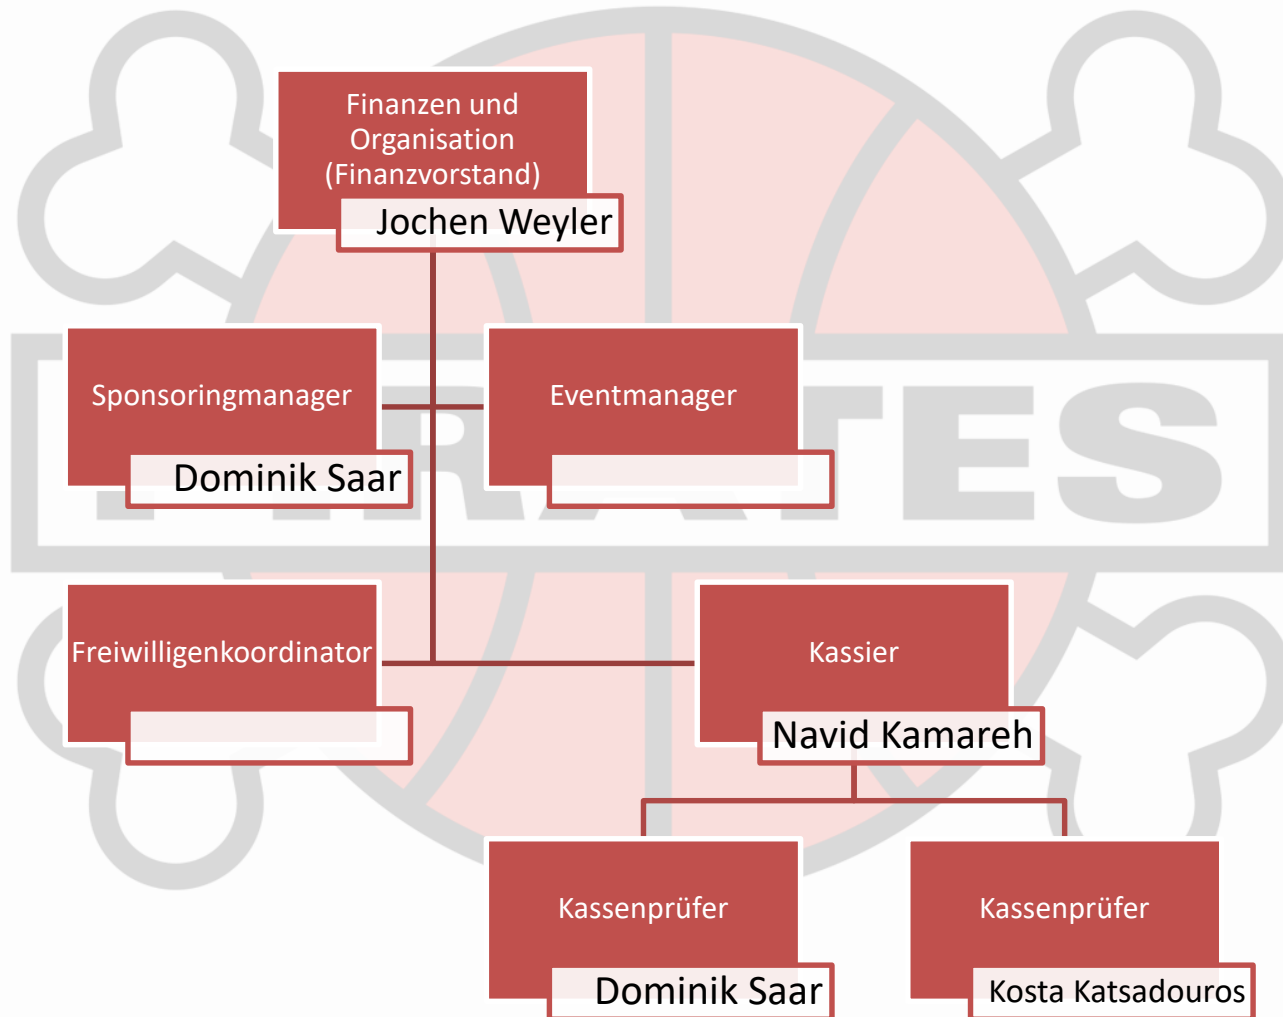 Finanzen und
Organisation
(Finanzvorstand)
Jochen Weyler
Sponsoringmanager
Dominik Saar
Eventmanager
PIRATES
Freiwilligenkoordinator
Kassier
Navid Kamareh
Kassenprüfer
Dominik Saar
Kassenprüfer
Kosta Katsadouros